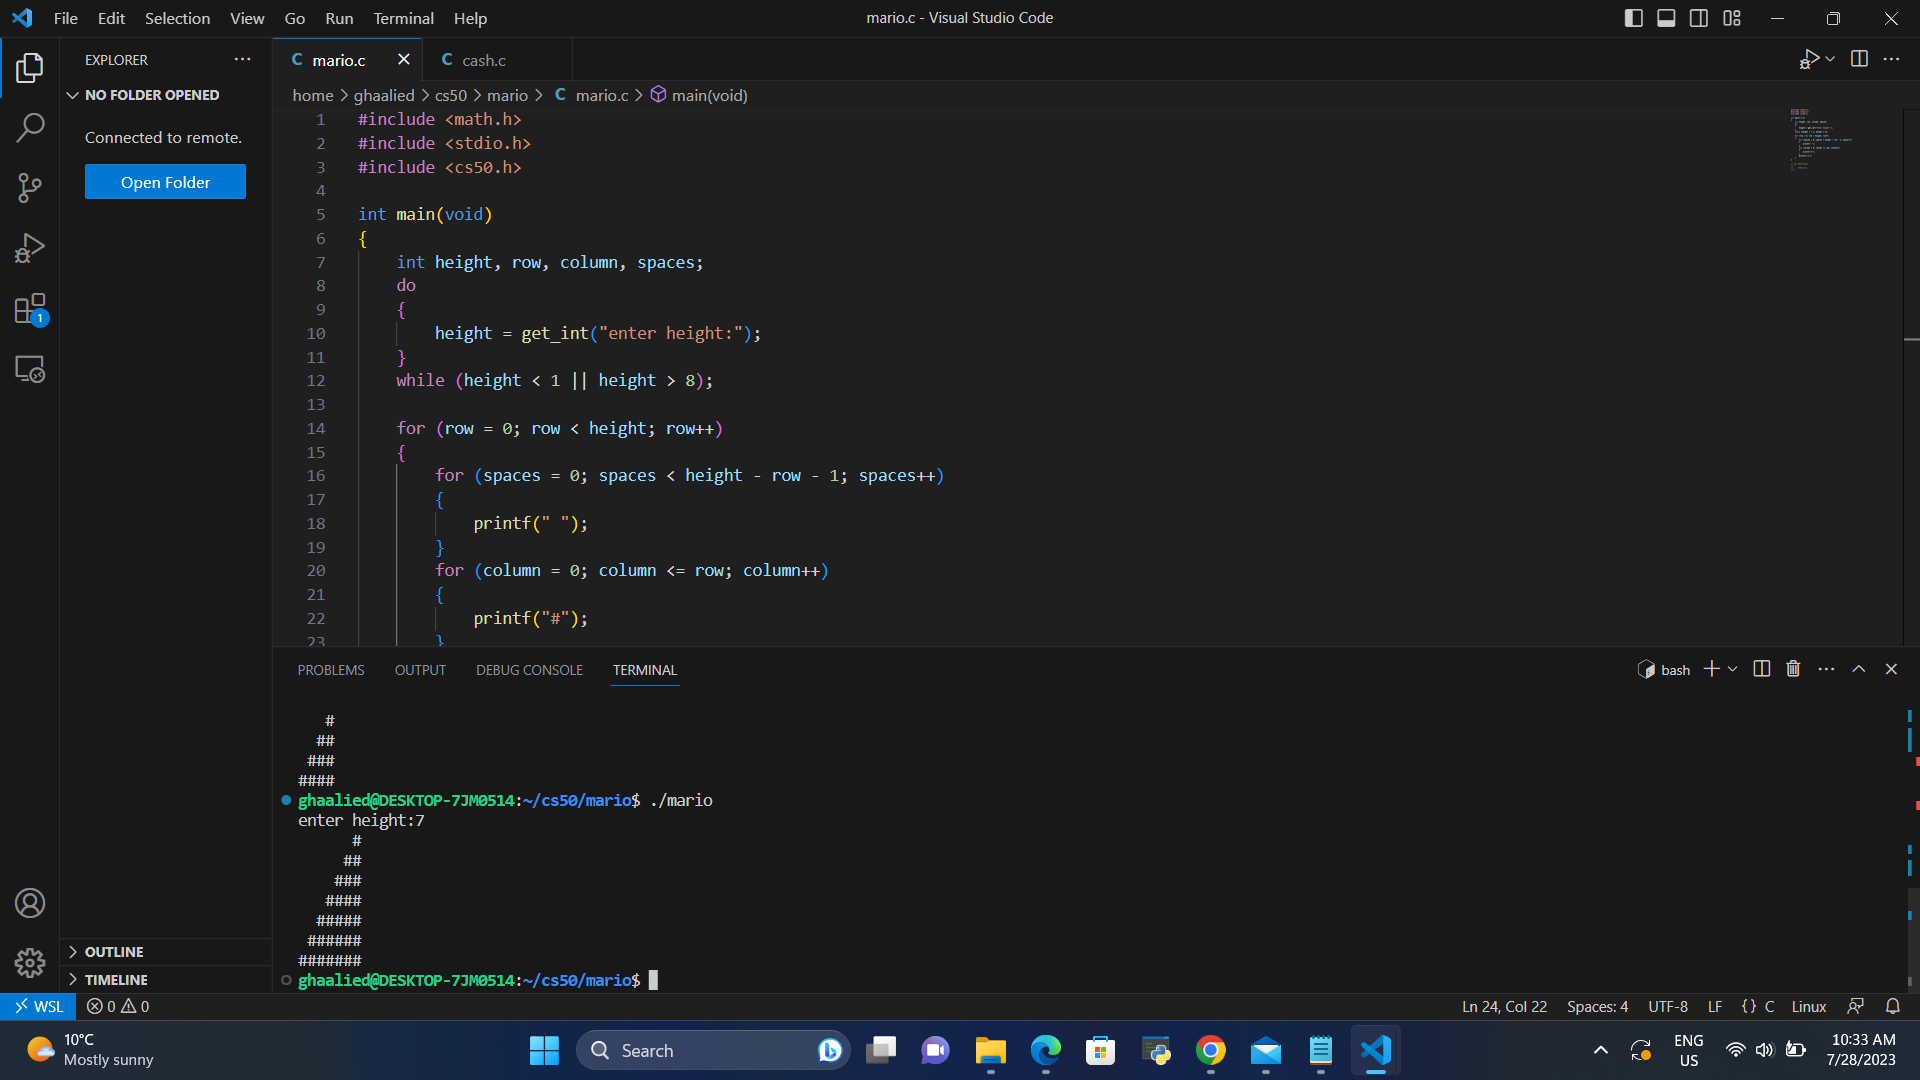 File Edit Selection View Go Run Terminal Help
mario.c - Visual Studio Code
EXPLORER
NO FOLDER OPENED
Connected to remote.
Open Folder
C mario.c
C cash.c
home > ghaalied > cs50 > mario > C mario.c > main(void)
1 #include <math.h>
2 #include <stdio.h>
3 #include <cs50.h>
4
5 int main(void)
6 {
7     int height, row, column, spaces;
8     do
9     {
10         height = get_int("enter height:");
11     }
12     while (height < 1 || height > 8);
13
14     for (row = 0; row < height; row++)
15     {
16         for (spaces = 0; spaces < height - row - 1; spaces++)
17         {
18             printf(" ");
19         }
20         for (column = 0; column <= row; column++)
21         {
22             printf("#");
23         }
PROBLEMS OUTPUT DEBUG CONSOLE TERMINAL
bash
   #
  ##
 ###
####
ghaalied@DESKTOP-7JM0514:~/cs50/mario$ ./mario
enter height:7
      #
     ##
    ###
   ####
  #####
 ######
#######
ghaalied@DESKTOP-7JM0514:~/cs50/mario$
1
OUTLINE
TIMELINE
WSL 0 0
Ln 24, Col 22 Spaces: 4 UTF-8 LF {} C Linux
10°C
Mostly sunny
Search
ENG
US
10:33 AM
7/28/2023